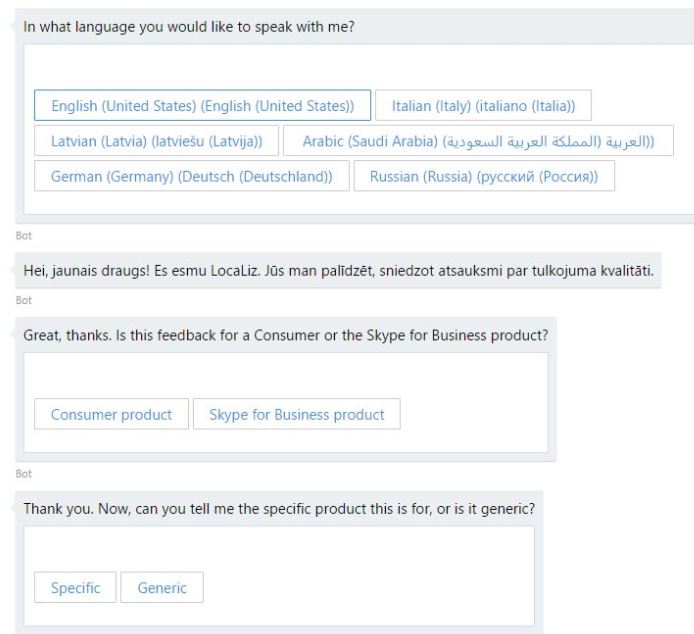 In what language you would like to speak with me?
English (United States) (English (United States))
Italian (Italy) (italiano (Italia))
Latvian (Latvia) (latviešu (Latvija))
Arabic (Saudi Arabia) (العربية (المملكة العربية السعودية))
German (Germany) (Deutsch (Deutschland))
Russian (Russia) (русский (Россия))
Bot
Hei, jaunais draugs! Es esmu LocaLiz. Jūs man palīdzēt, sniedzot atsauksmi par tulkojuma kvalitāti.
Bot
Great, thanks. Is this feedback for a Consumer or the Skype for Business product?
Consumer product
Skype for Business product
Bot
Thank you. Now, can you tell me the specific product this is for, or is it generic?
Specific
Generic